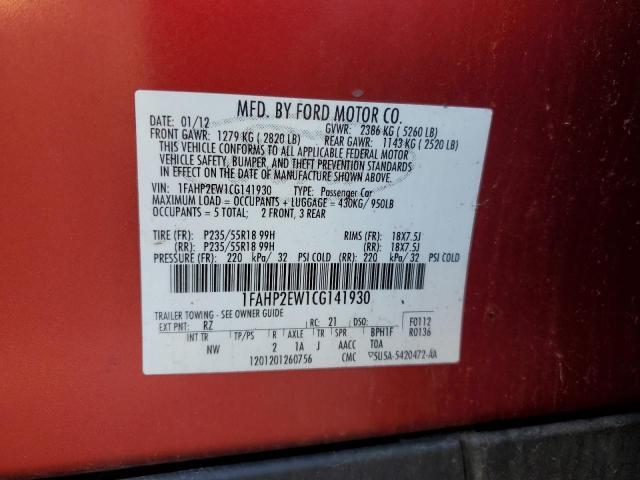 MFD. BY FORD MOTOR CO.
DATE: 01/12 GVWR: 2386 KG ( 5260 LB)
FRONT GAWR: 1279 KG ( 2820 LB) REAR GAWR: 1143 KG ( 2520 LB)
THIS VEHICLE CONFORMS TO ALL APPLICABLE FEDERAL MOTOR
VEHICLE SAFETY, BUMPER, AND THEFT PREVENTION STANDARDS
IN EFFECT ON THE DATE OF MANUFACTURE SHOWN ABOVE.
VIN: 1FAHP2EW1CG141930 TYPE: Passenger Car
MAXIMUM LOAD = OCCUPANTS + LUGGAGE = 430KG/ 950LB
OCCUPANTS = 5 TOTAL; 2 FRONT, 3 REAR
TIRE (FR): P235/55R18 99H RIMS (FR): 18X7.5J
(RR): P235/55R18 99H (RR): 18X7.5J
PRESSURE (FR): 220 kPa/ 32 PSI COLD (RR): 220 kPa/ 32 PSI COLD
1FAHP2EW1CG141930
TRAILER TOWING - SEE OWNER GUIDE
EXT PNT: RZ RC: 21 DSO: F0112
INT TR TP/PS R AXLE TR SPR BPH1F R0136
NW 2 1A J AACC TOA
1201201260756 CMC 5U5A-5420472-AA